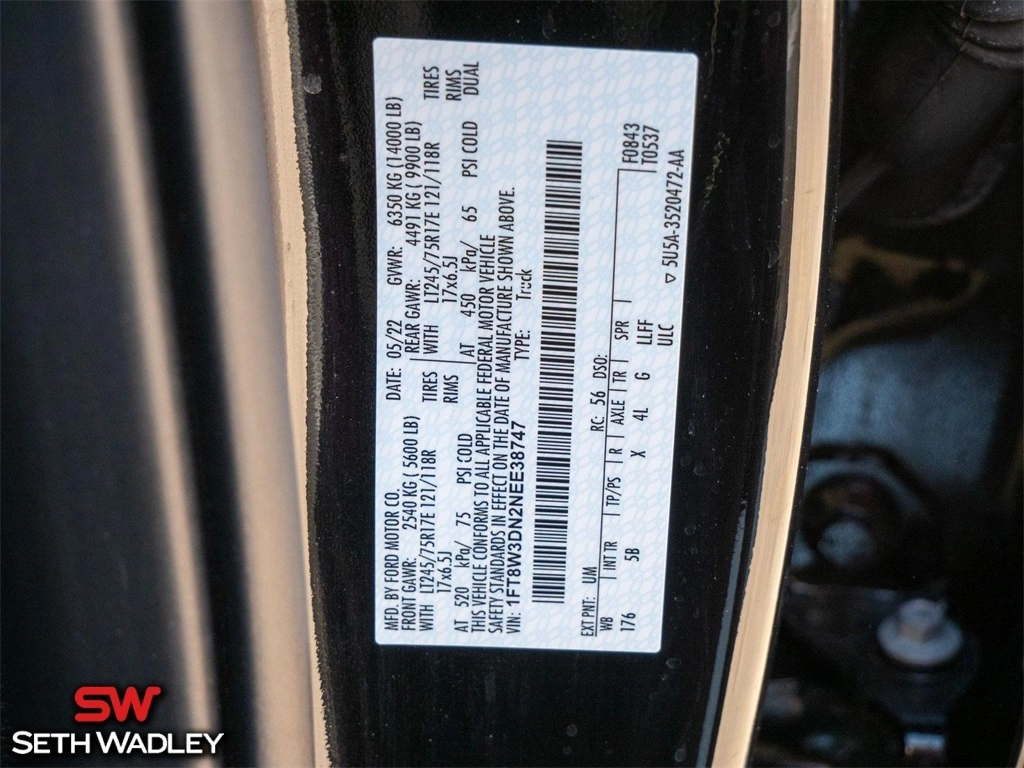 MFD. BY FORD MOTOR CO. DATE: 05/22 GVWR: 6350 KG (14000 LB)
FRONT GAWR: 2540 KG ( 5600 LB) REAR GAWR: 4491 KG ( 9900 LB)
WITH LT245/75R17E 121/118R TIRES WITH LT245/75R17E 121/118R TIRES
17x6.5J RIMS 17x6.5J RIMS
AT 520 kPa/ 75 PSI COLD AT 450 kPa/ 65 PSI COLD DUAL
THIS VEHICLE CONFORMS TO ALL APPLICABLE FEDERAL MOTOR VEHICLE
SAFETY STANDARDS IN EFFECT ON THE DATE OF MANUFACTURE SHOWN ABOVE.
VIN: 1FT8W3DN2NEE38747 TYPE: Truck
EXT PNT: UM RC: 56 DSO:
WB INT TR TP/PS R AXLE TR SPR F0843
176 5B X 4L G LLEF T0537
ULC 5U5A-3520472-AA
SW
SETH WADLEY